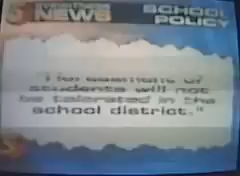 NEWS
SCHOOL
POLICY
of
students will not
be tolerated in the
school district."